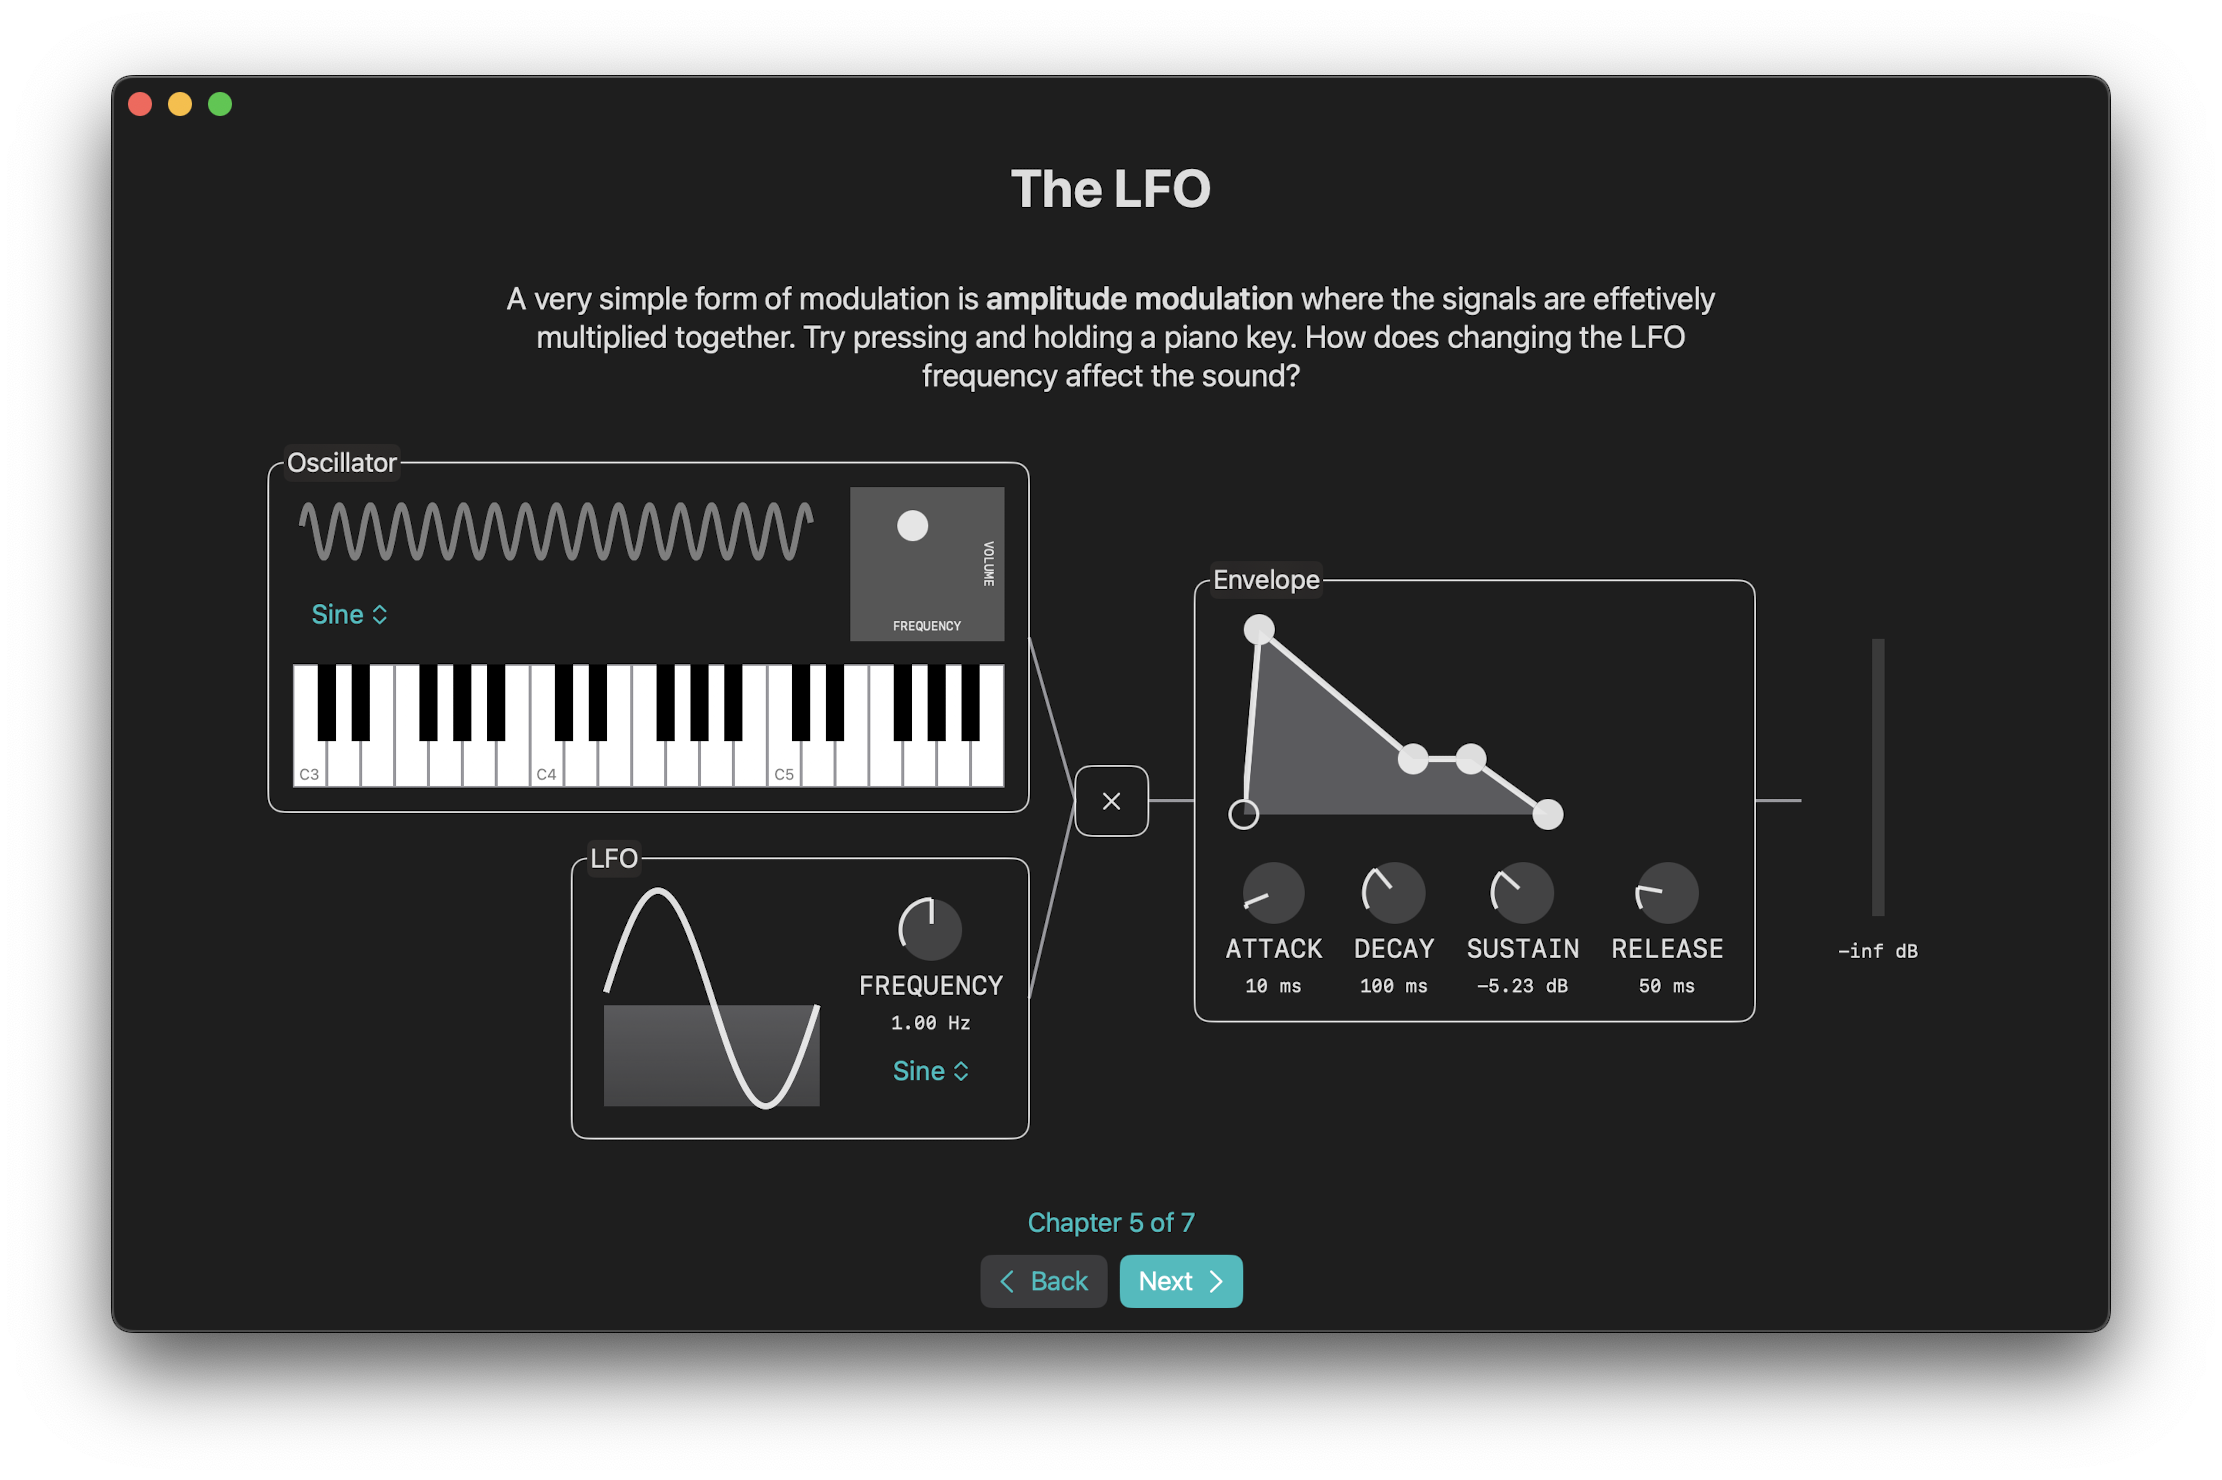 The LFO
A very simple form of modulation is amplitude modulation where the signals are effetively
multiplied together. Try pressing and holding a piano key. How does changing the LFO
frequency affect the sound?
Oscillator
VOLUME
FREQUENCY
Sine
C3
C4
C5
LFO
FREQUENCY
1.00 Hz
Sine
×
Envelope
ATTACK DECAY SUSTAIN RELEASE
10 ms 100 ms -5.23 dB 50 ms
-inf dB
Chapter 5 of 7
Back
Next